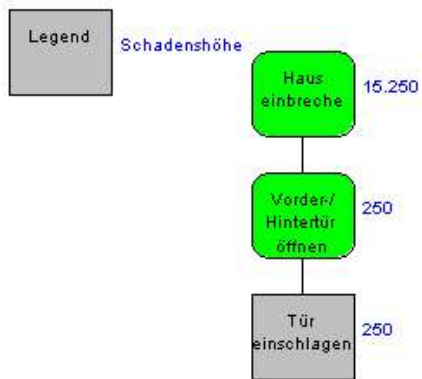 Legend
Schadenshöhe
Haus
einbreche
15.250
Vorder-/
Hintertür
öffnen
250
Tür
einschlagen
250